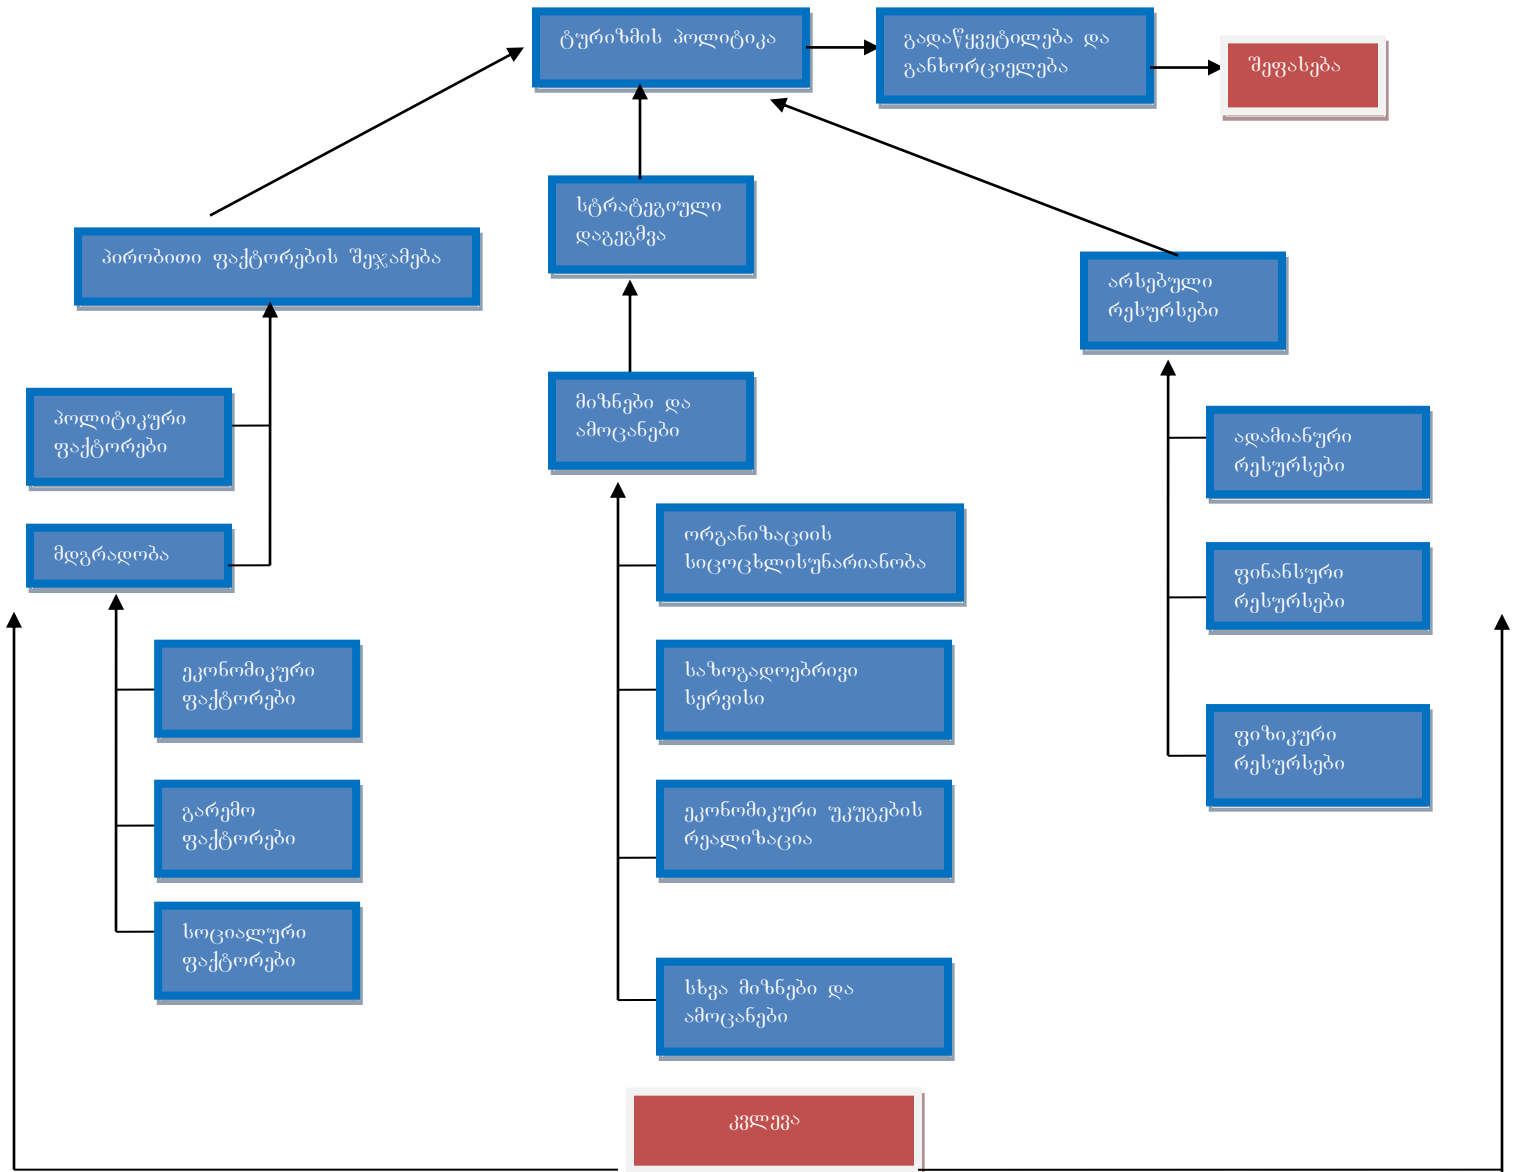 ტურიზმის პოლიტიკა
გადაწყვეტილება და
განხორციელება
შეფასება
სტრატეგიული
დაგეგმვა
პირობითი ფაქტორების შეჯამება
არსებული
რესურსები
მიზნები და
ამოცანები
პოლიტიკური
ფაქტორები
ადამიანური
რესურსები
ორგანიზაციის
სიცოცხლისუნარიანობა
მდგრადობა
ფინანსური
რესურსები
ეკონომიკური
ფაქტორები
საზოგადოებრივი
სერვისი
ფიზიკური
რესურსები
გარემო
ფაქტორები
ეკონომიკური უკუგების
რეალიზაცია
სოციალური
ფაქტორები
სხვა მიზნები და
ამოცანები
კვლევა